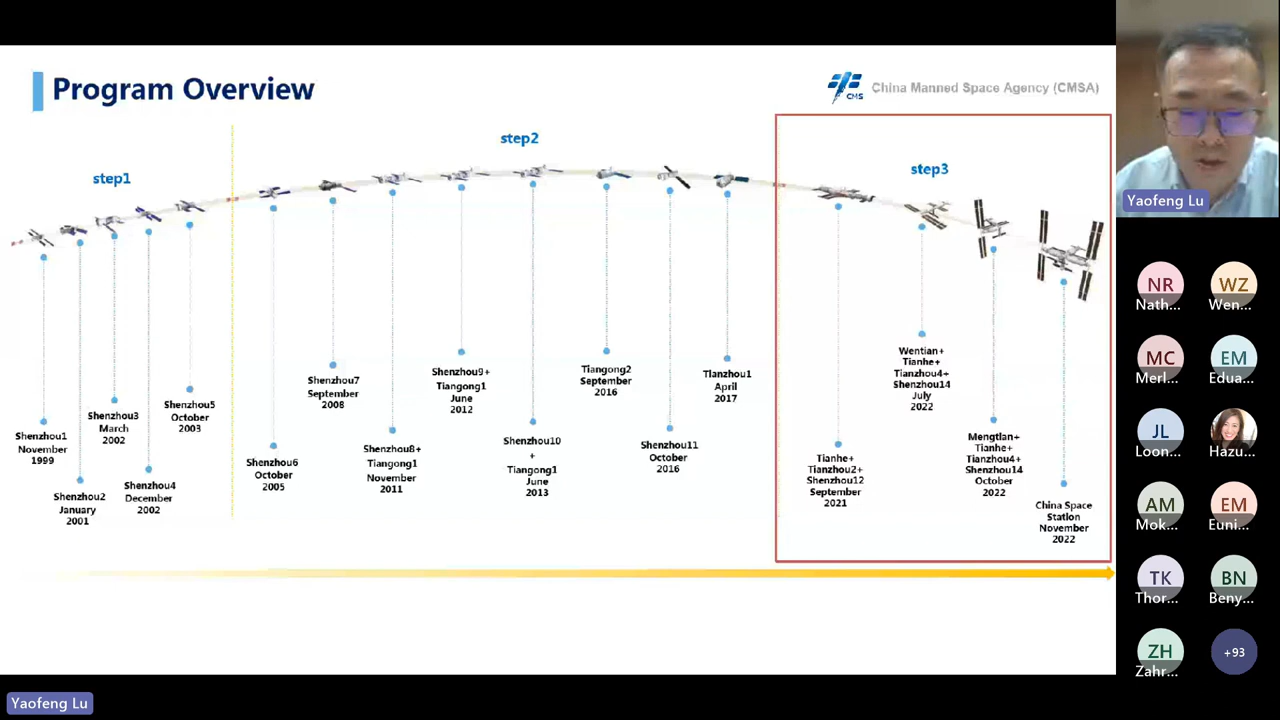 Program Overview
CMS
China Manned Space Agency (CMSA)
step1
step2
step3
Shenzhou1
November
1999
Shenzhou2
January
2001
Shenzhou3
March
2002
Shenzhou4
December
2002
Shenzhou5
October
2003
Shenzhou6
October
2005
Shenzhou7
September
2008
Shenzhou8+
Tiangong1
November
2011
Shenzhou9+
Tiangong1
June
2012
Shenzhou10
+
Tiangong1
June
2013
Tiangong2
September
2016
Shenzhou11
October
2016
Tianzhou1
April
2017
Tianhe+
Tianzhou2+
Shenzhou12
September
2021
Wentian+
Tianhe+
Tianzhou4+
Shenzhou14
July
2022
Mengtian+
Tianhe+
Tianzhou4+
Shenzhou14
October
2022
China Space
Station
November
2022
Yaofeng Lu
NR
Nath...
WZ
Wen...
MC
Merl...
EM
Edua...
JL
Loon...
Hazu...
AM
Mok...
EM
Euni...
TK
Thor...
BN
Beny...
ZH
Zahr...
+93
Yaofeng Lu